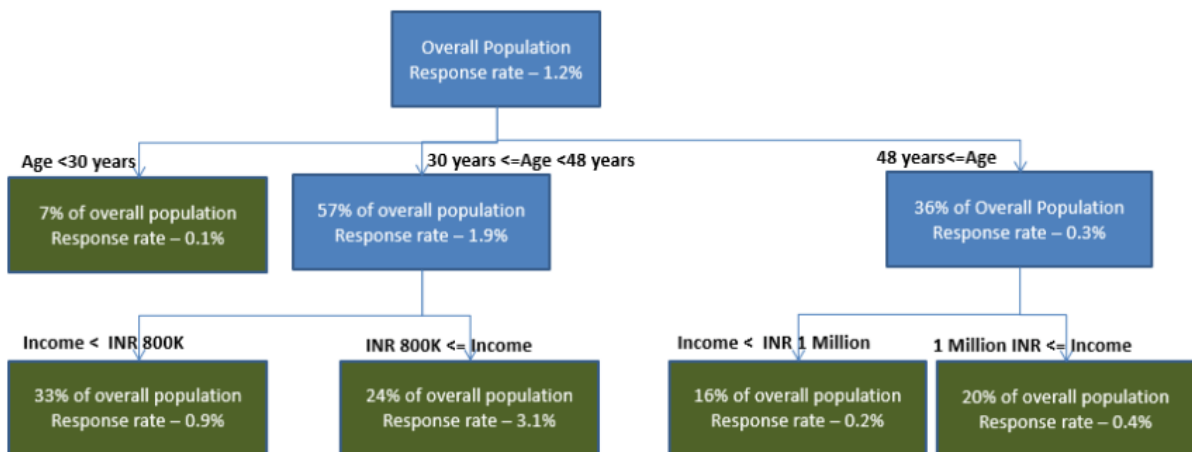 Overall Population
Response rate – 1.2%
Age <30 years
30 years <=Age <48 years
48 years<=Age
7% of overall population
Response rate – 0.1%
57% of overall population
Response rate – 1.9%
36% of Overall Population
Response rate – 0.3%
Income < INR 800K
INR 800K <= Income
Income < INR 1 Million
1 Million INR <= Income
33% of overall population
Response rate – 0.9%
24% of overall population
Response rate – 3.1%
16% of overall population
Response rate – 0.2%
20% of overall population
Response rate – 0.4%